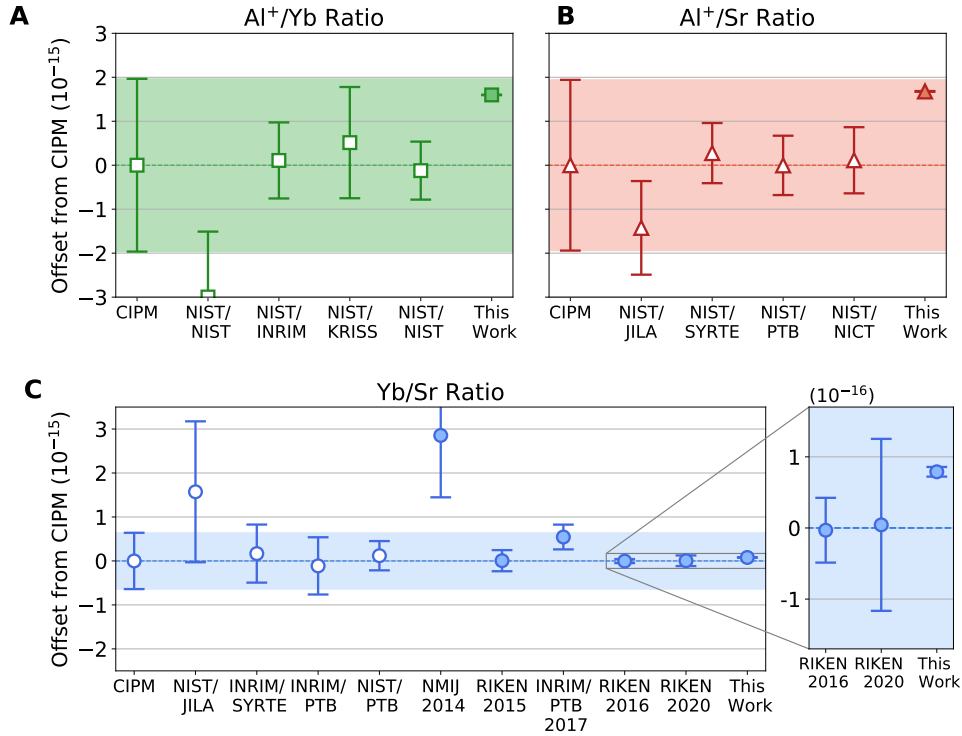 A
Al+/Yb Ratio
Offset from CIPM (10−15)
3
2
1
0
−1
−2
−3
CIPM
NIST/
NIST
NIST/
INRIM
NIST/
KRISS
NIST/
NIST
This
Work
B
Al+/Sr Ratio
CIPM
NIST/
JILA
NIST/
SYRTE
NIST/
PTB
NIST/
NICT
This
Work
C
Yb/Sr Ratio
Offset from CIPM (10−15)
3
2
1
0
−1
−2
CIPM
NIST/
JILA
INRIM/
SYRTE
INRIM/
PTB
NIST/
PTB
NMIJ
2014
RIKEN
2015
INRIM/
PTB
2017
RIKEN
2016
RIKEN
2020
This
Work
(10−16)
1
0
-1
RIKEN
2016
RIKEN
2020
This
Work